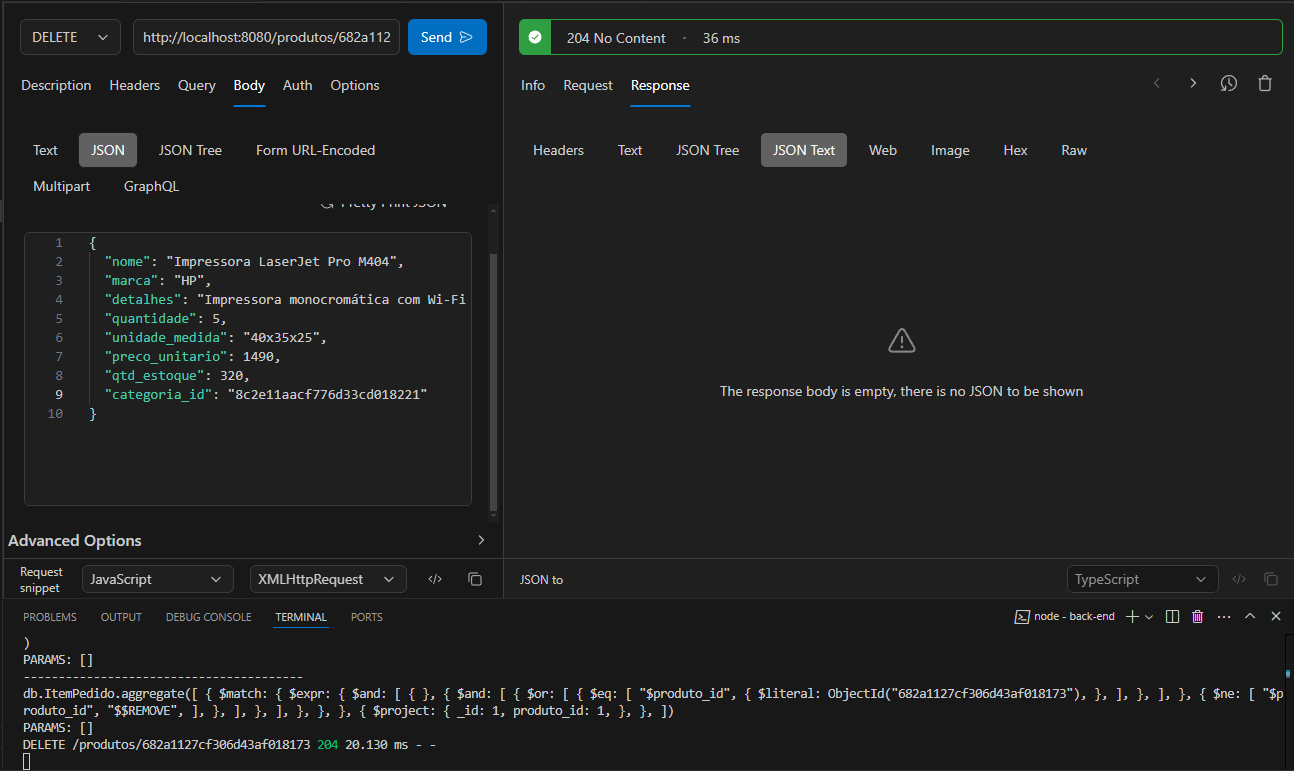 DELETE
http://localhost:8080/produtos/682a112
Send
204 No Content · 36 ms
Description Headers Query Body Auth Options
Info Request Response
Text JSON JSON Tree Form URL-Encoded
Multipart GraphQL
Headers Text JSON Tree JSON Text Web Image Hex Raw
Pretty Print JSON
1 {
2 "nome": "Impressora LaserJet Pro M404",
3 "marca": "HP",
4 "detalhes": "Impressora monocromática com Wi-Fi
5 "quantidade": 5,
6 "unidade_medida": "40x35x25",
7 "preco_unitario": 1490,
8 "qtd_estoque": 320,
9 "categoria_id": "8c2e11aacf776d33cd018221"
10 }
The response body is empty, there is no JSON to be shown
Advanced Options
Request
snippet
JavaScript
XMLHttpRequest
JSON to
TypeScript
PROBLEMS OUTPUT DEBUG CONSOLE TERMINAL PORTS
node - back-end
)
PARAMS: []
----------------------------------------
db.ItemPedido.aggregate([ { $match: { $expr: { $and: [ { }, { $and: [ { $or: [ { $eq: [ "$produto_id", { $literal: ObjectId("682a1127cf306d43af018173"), }, ], }, ], }, { $ne: [ "$p
roduto_id", "$$REMOVE", ], }, ], }, ], }, }, }, { $project: { _id: 1, produto_id: 1, }, }, ])
PARAMS: []
DELETE /produtos/682a1127cf306d43af018173 204 20.130 ms - -